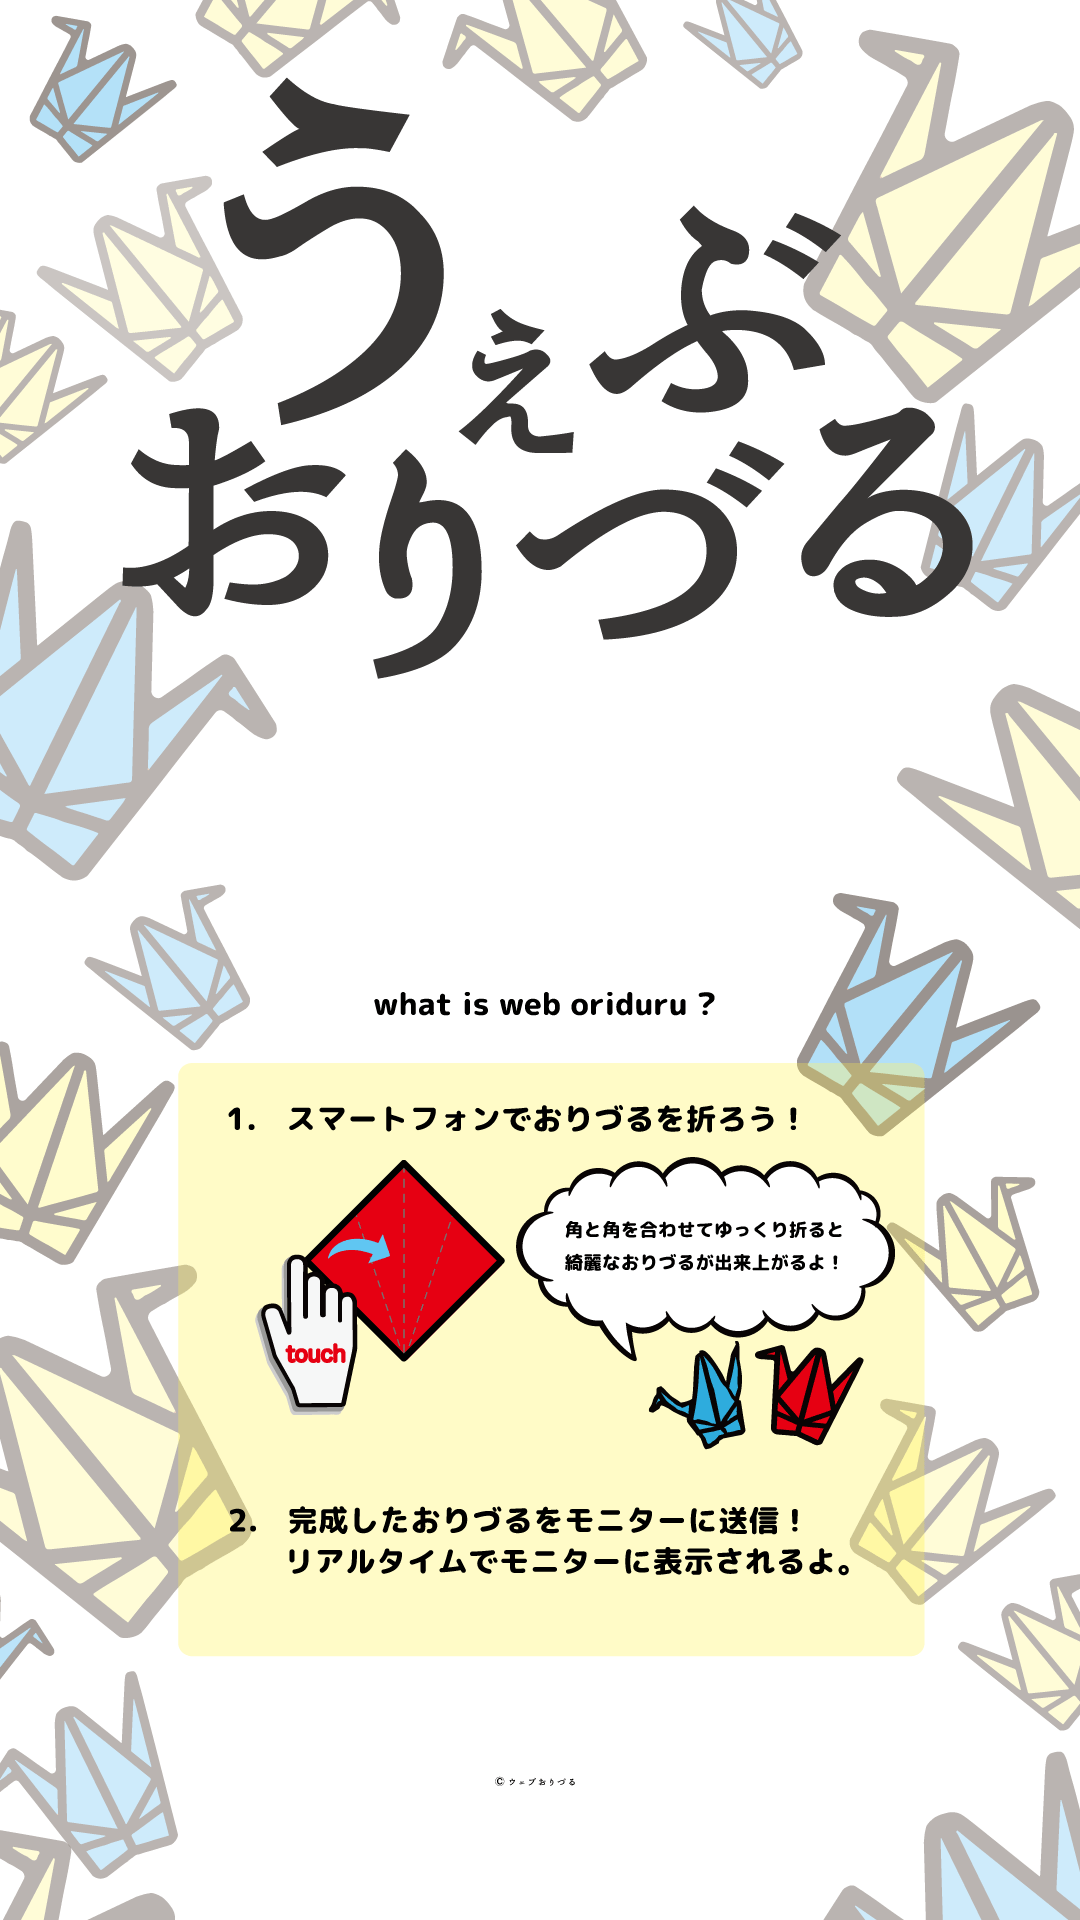 うぇぶ
おりづる
what is web oriduru ?
1. スマートフォンでおりづるを折ろう！
角と角を合わせてゆっくり折ると
綺麗なおりづるが出来上がるよ！
touch
2. 完成したおりづるをモニターに送信！
リアルタイムでモニターに表示されるよ。
© ウェブおりづる